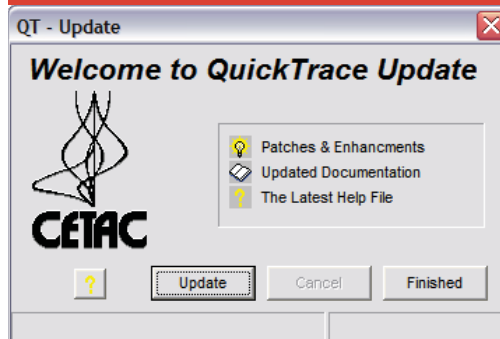 QT - Update
Welcome to QuickTrace Update
Patches & Enhancments
Updated Documentation
? The Latest Help File
CETAC
? Update Cancel Finished